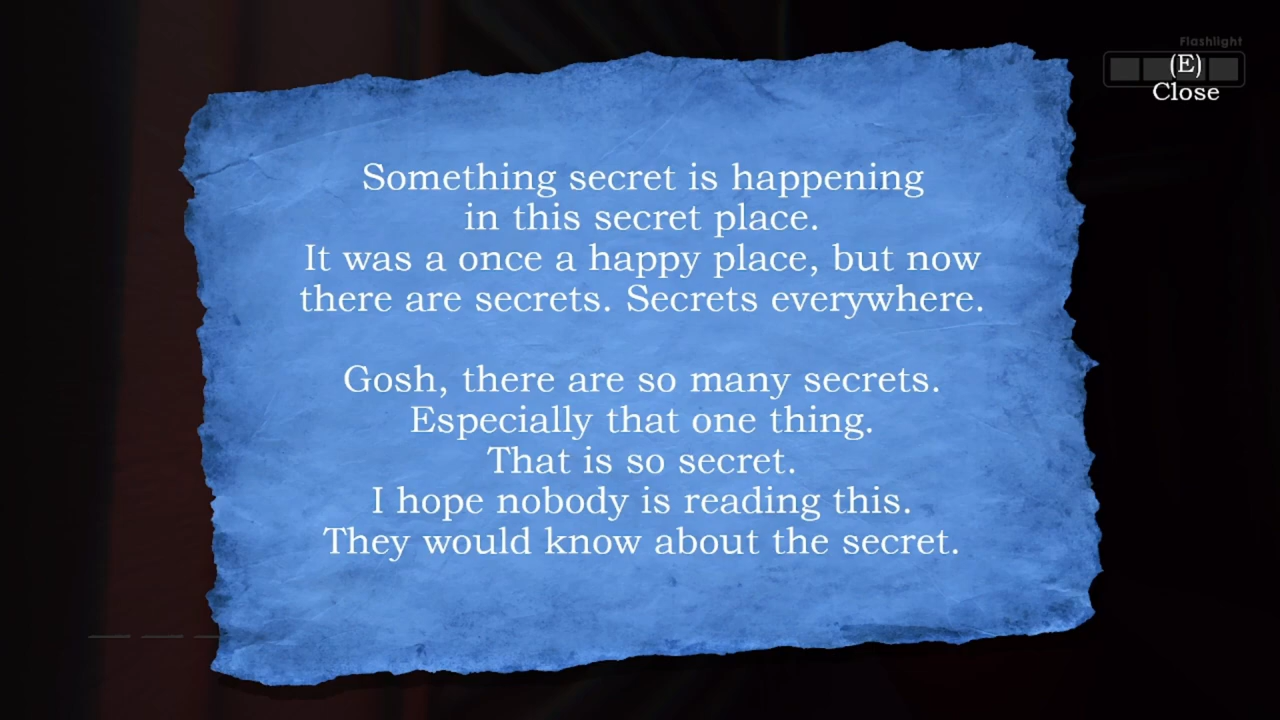 Flashlight
(E)
Close
Something secret is happening
in this secret place.
It was a once a happy place, but now
there are secrets. Secrets everywhere.
Gosh, there are so many secrets.
Especially that one thing.
That is so secret.
I hope nobody is reading this.
They would know about the secret.